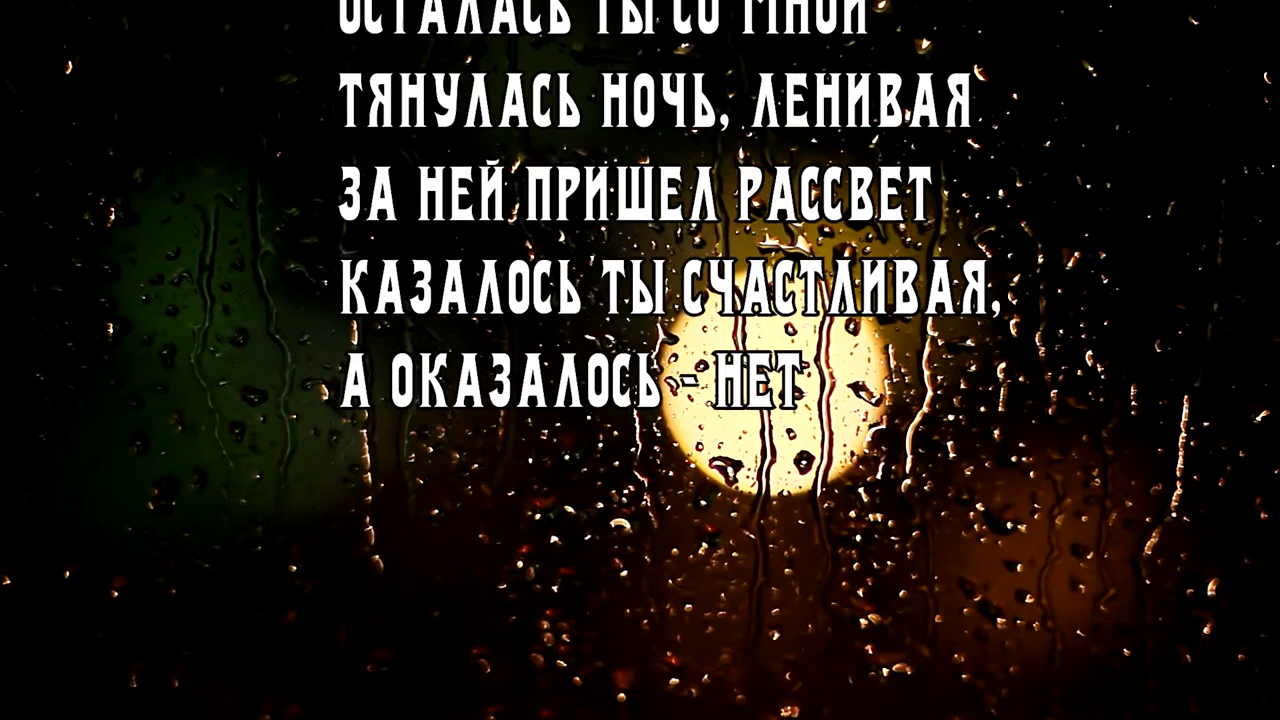 ОСТАЛАСЬ ТЫ СО МНОЙ
ТЯНУЛАСЬ НОЧЬ, ЛЕНИВАЯ
ЗА НЕЙ ПРИШЕЛ РАССВЕТ
КАЗАЛОСЬ ТЫ СЧАСТЛИВАЯ,
А ОКАЗАЛОСЬ - НЕТ